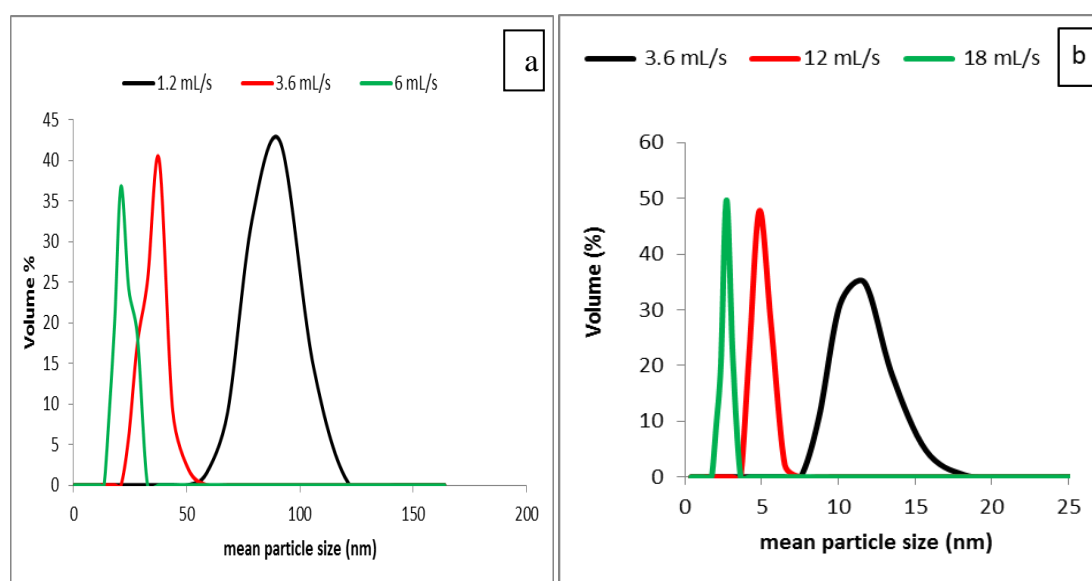 a
1.2 mL/s 3.6 mL/s 6 mL/s
Volume %
45
40
35
30
25
20
15
10
5
0
0 50 100 150 200
mean particle size (nm)
b
3.6 mL/s 12 mL/s 18 mL/s
Volume (%)
60
50
40
30
20
10
0
0 5 10 15 20 25
mean particle size (nm)